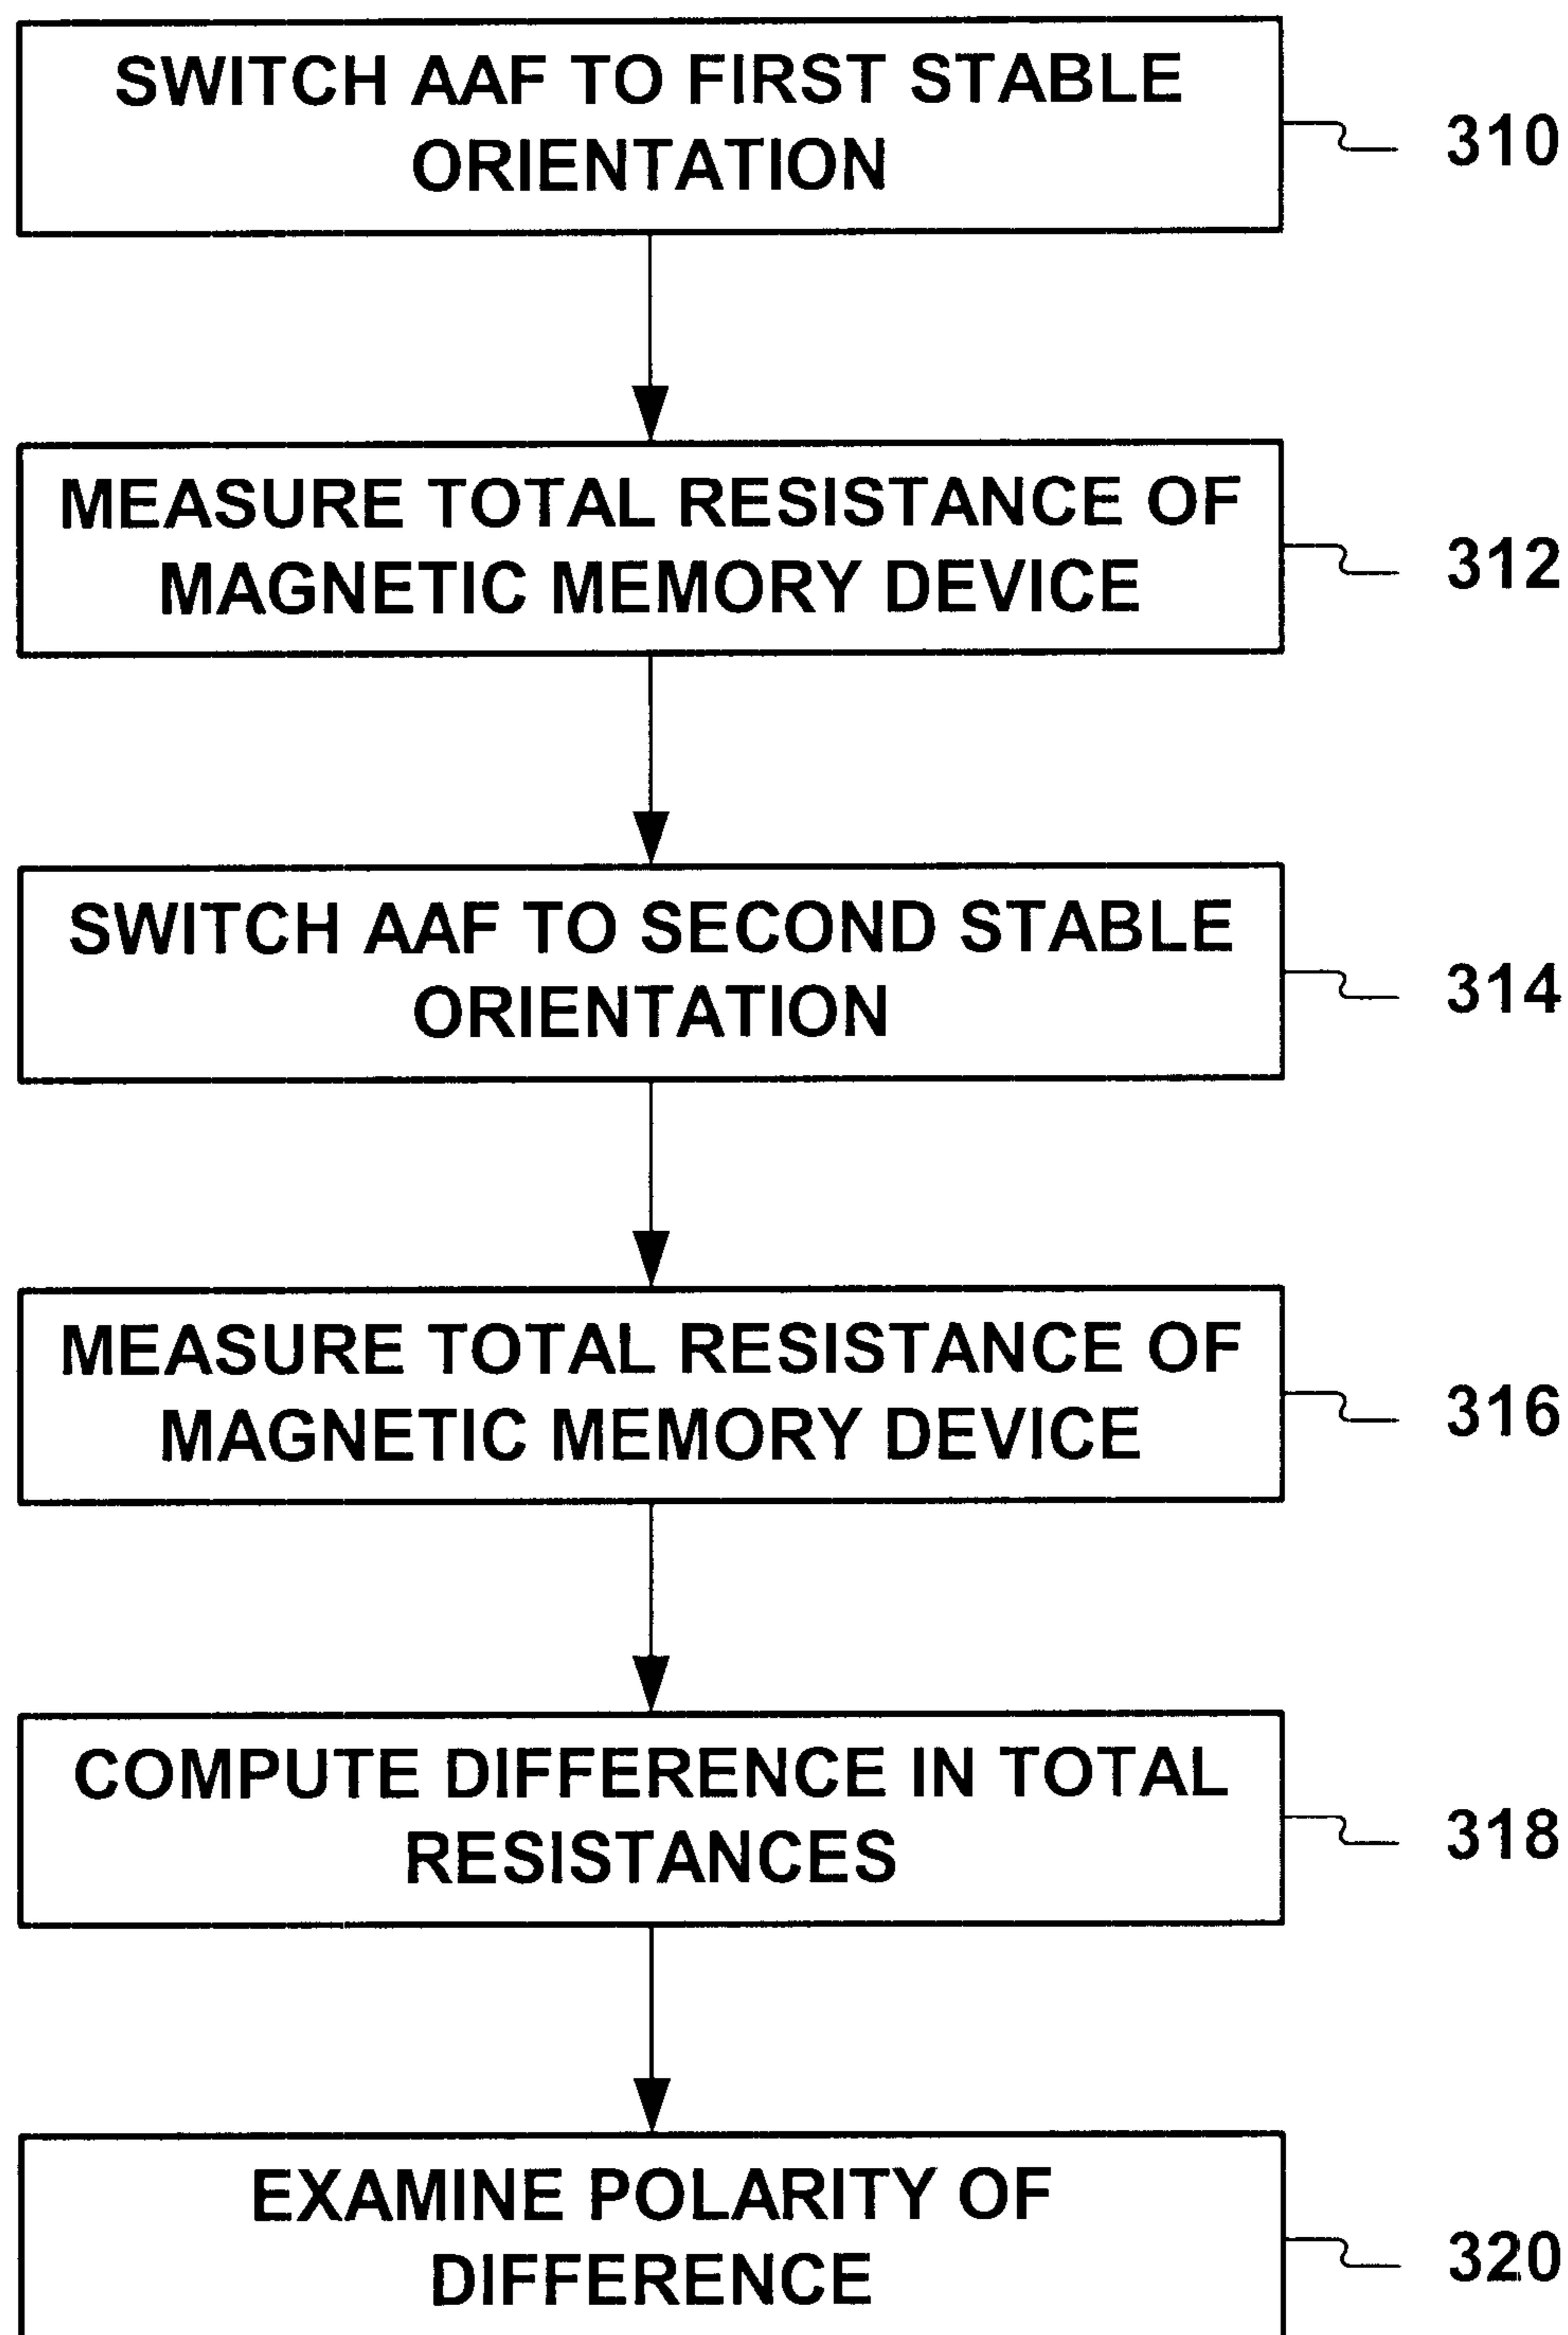 SWITCH AAF TO FIRST STABLE
ORIENTATION
310
MEASURE TOTAL RESISTANCE OF
MAGNETIC MEMORY DEVICE
312
SWITCH AAF TO SECOND STABLE
ORIENTATION
314
MEASURE TOTAL RESISTANCE OF
MAGNETIC MEMORY DEVICE
316
COMPUTE DIFFERENCE IN TOTAL
RESISTANCES
318
EXAMINE POLARITY OF
DIFFERENCE
320